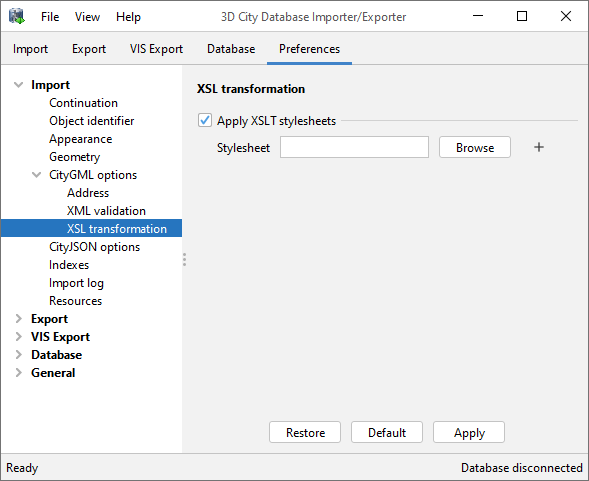 3D City Database Importer/Exporter
File View Help
Import Export VIS Export Database Preferences
Import
Continuation
Object identifier
Appearance
Geometry
CityGML options
Address
XML validation
XSL transformation
CityJSON options
Indexes
Import log
Resources
Export
VIS Export
Database
General
XSL transformation
Apply XSLT stylesheets
Stylesheet Browse +
Restore Default Apply
Ready Database disconnected